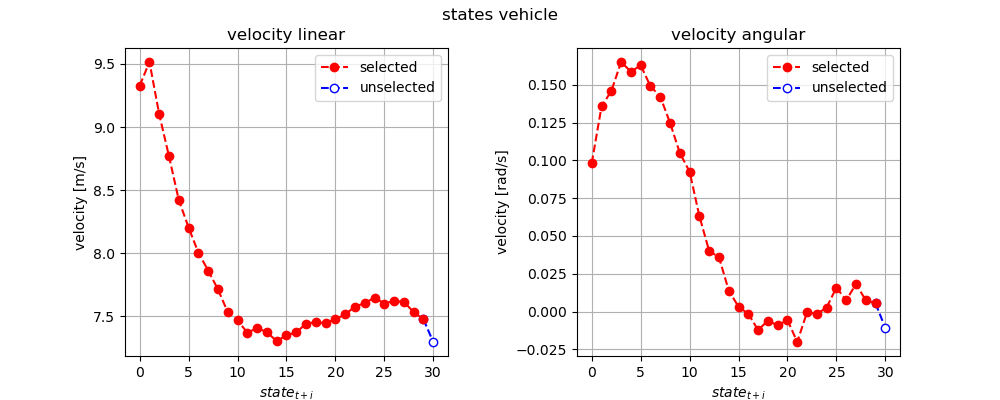 states vehicle
velocity linear
velocity [m/s]
9.5
9.0
8.5
8.0
7.5
0 5 10 15 20 25 30
state_{t+i}
selected
unselected
velocity angular
velocity [rad/s]
0.150
0.125
0.100
0.075
0.050
0.025
0.000
−0.025
0 5 10 15 20 25 30
state_{t+i}
selected
unselected